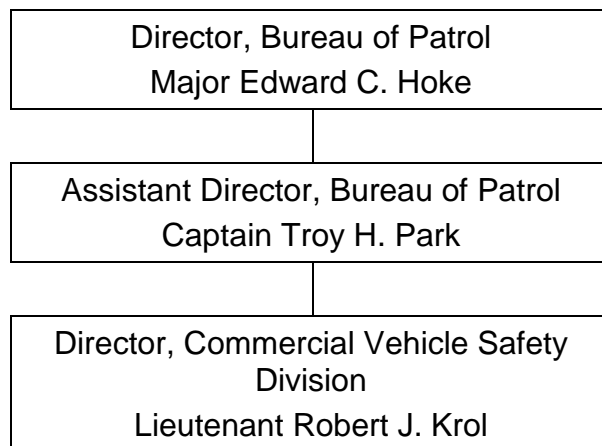 Director, Bureau of Patrol
Major Edward C. Hoke
Assistant Director, Bureau of Patrol
Captain Troy H. Park
Director, Commercial Vehicle Safety
Division
Lieutenant Robert J. Krol